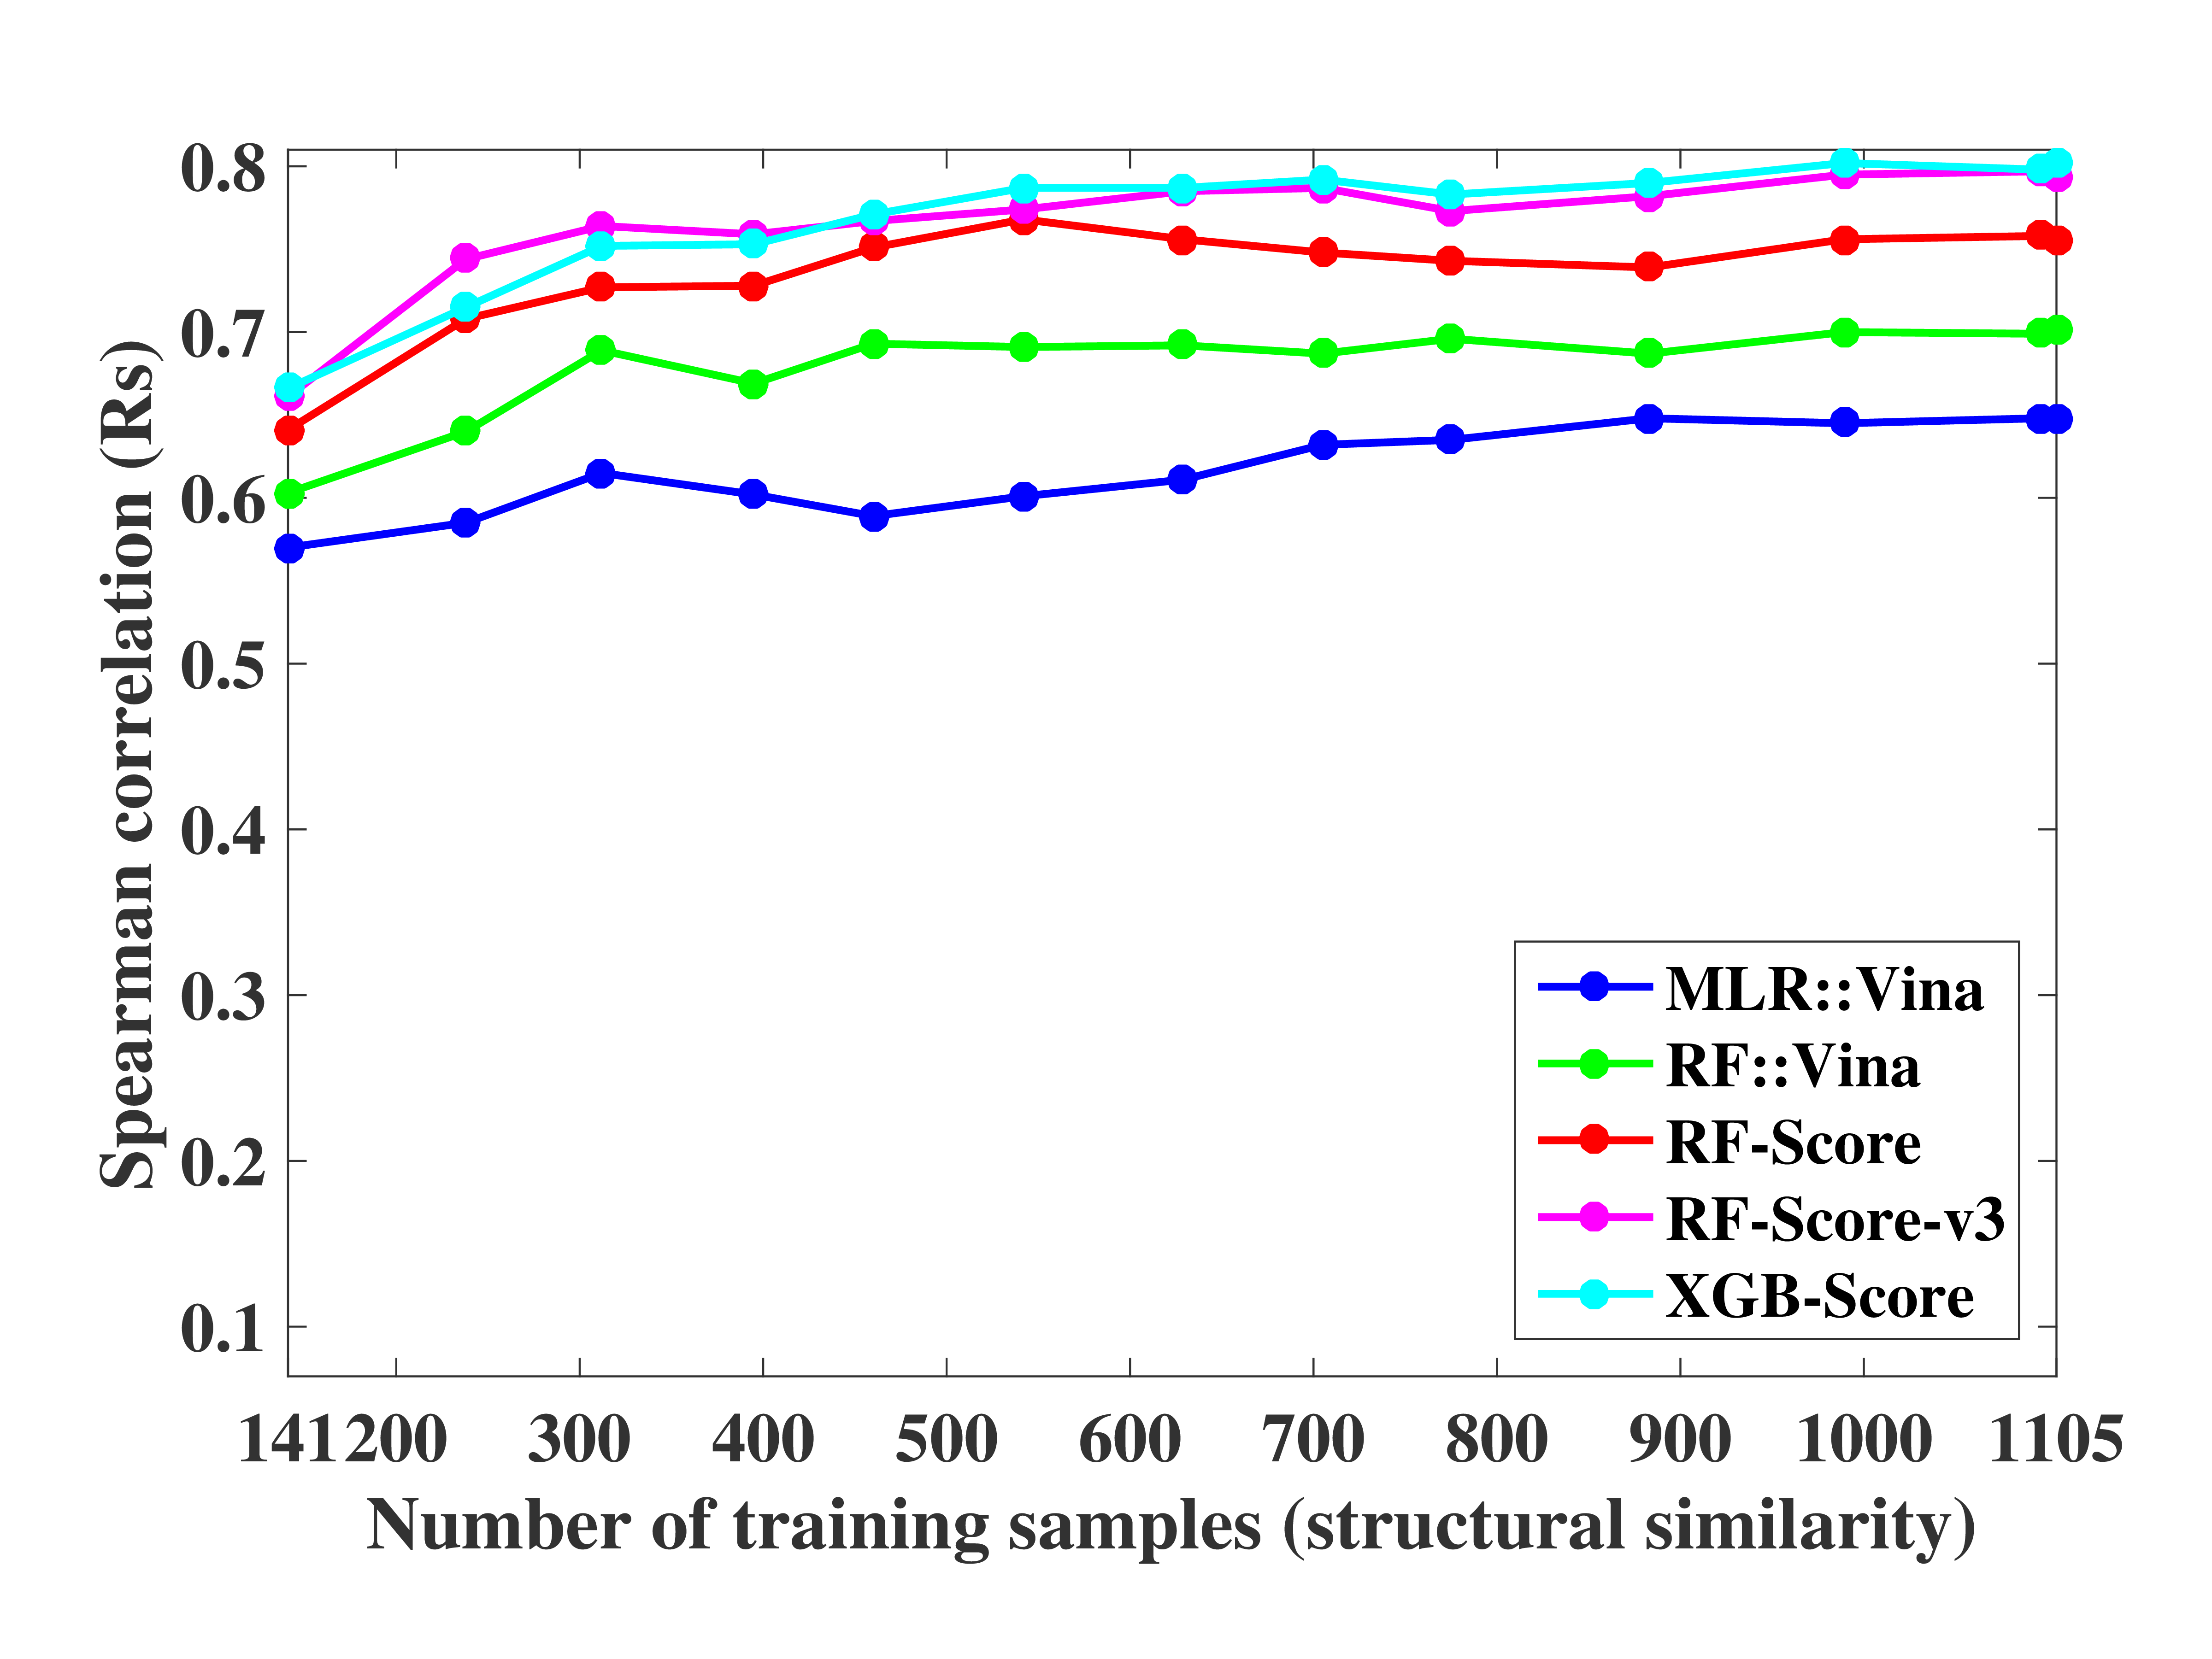 Spearman correlation (Rs)
0.8
0.7
0.6
0.5
0.4
0.3
0.2
0.1
141 200 300 400 500 600 700 800 900 1000 1105
Number of training samples (structural similarity)
MLR::Vina
RF::Vina
RF-Score
RF-Score-v3
XGB-Score